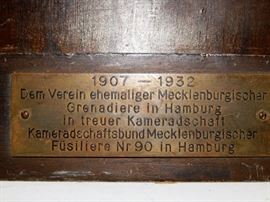 1907 – 1932
Dem Verein ehemaliger Mecklenburgischer
Grenadiere in Hamburg
in treuer Kameradschaft
Kameradschaftsbund Mecklenburgischer
Füsiliere Nr 90 in Hamburg